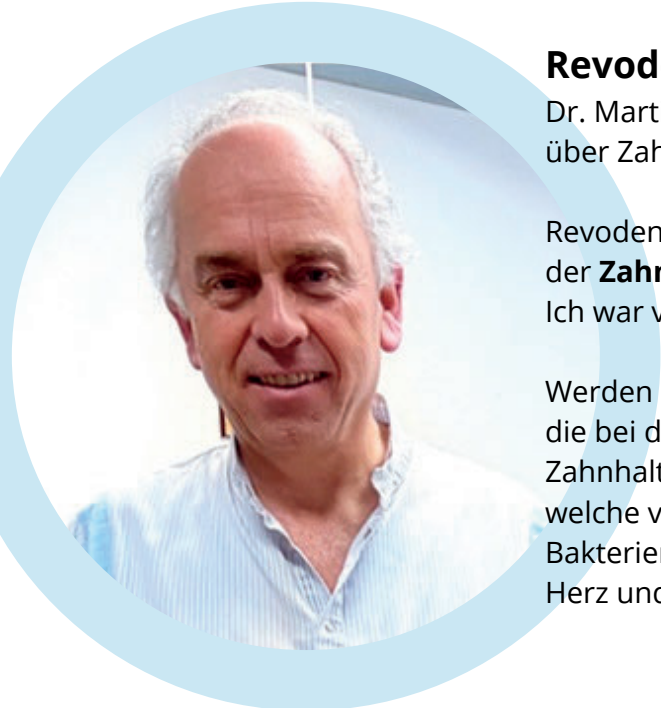 Revod
Dr. Mart
über Zah
Revoden
der Zahn
Ich war v
Werden
die bei d
Zahnhalt
welche v
Bakterien
Herz und